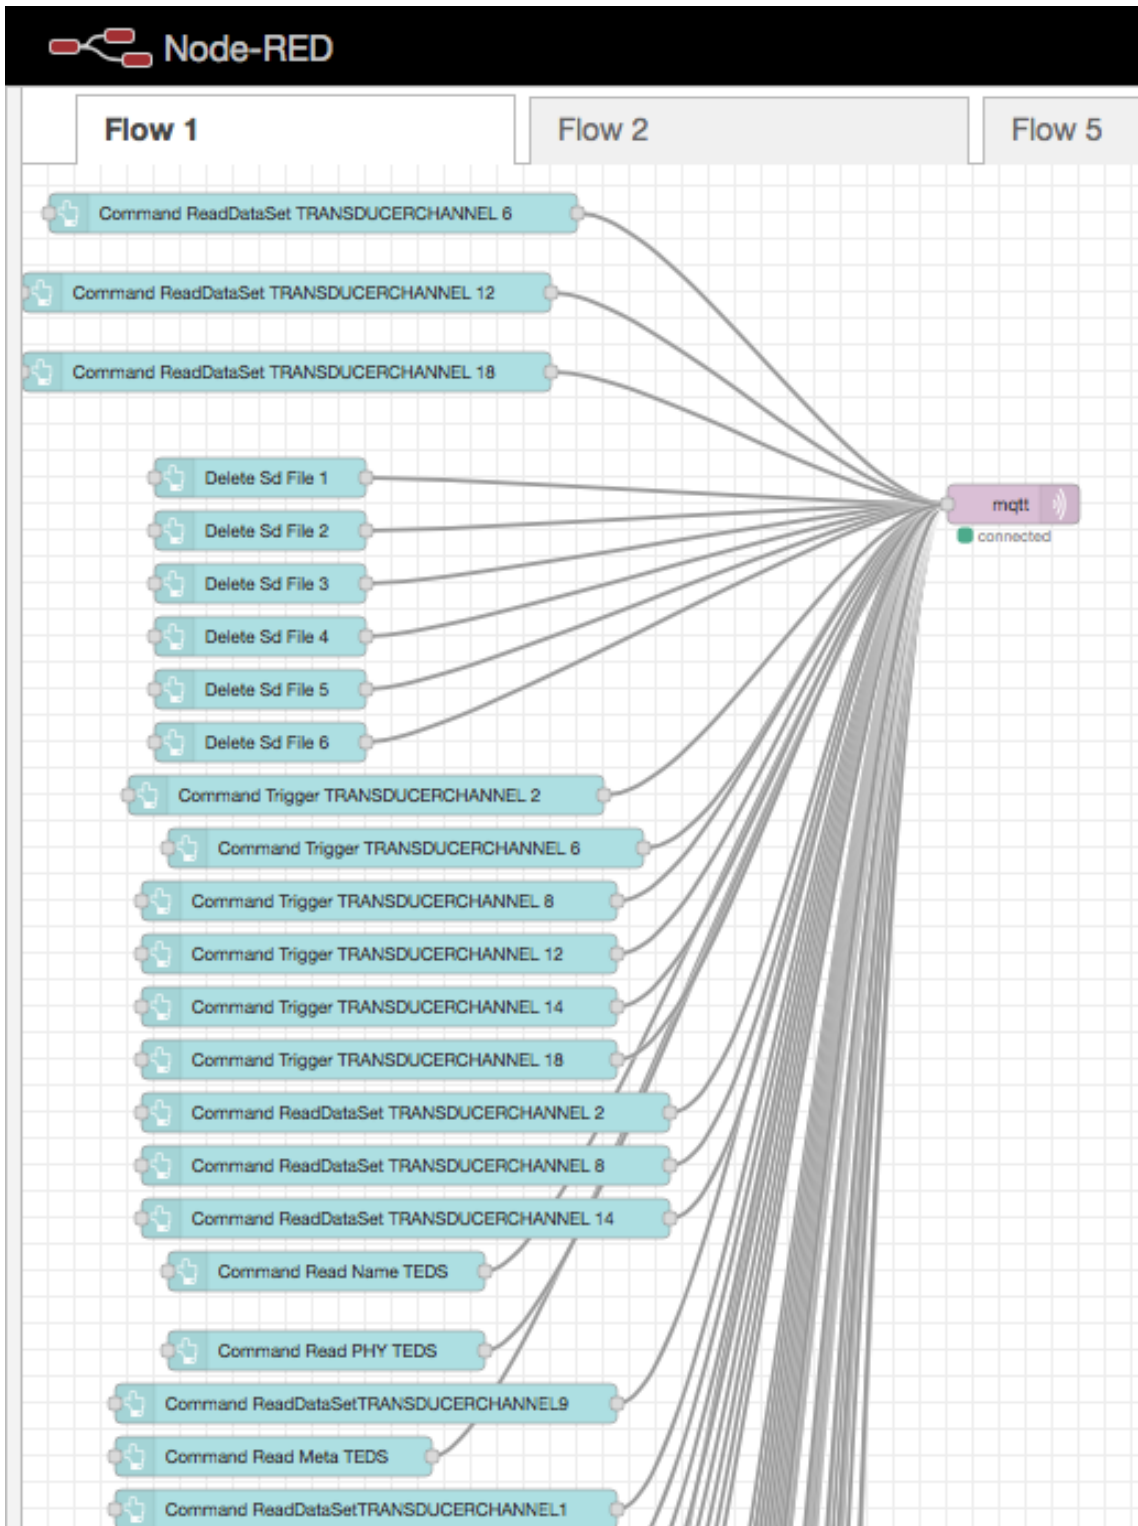 Node-RED
Flow 1
Flow 2
Flow 5
Command ReadDataSet TRANSDUCERCHANNEL 6
Command ReadDataSet TRANSDUCERCHANNEL 12
Command ReadDataSet TRANSDUCERCHANNEL 18
Delete Sd File 1
mqtt
connected
Delete Sd File 2
Delete Sd File 3
Delete Sd File 4
Delete Sd File 5
Delete Sd File 6
Command Trigger TRANSDUCERCHANNEL 2
Command Trigger TRANSDUCERCHANNEL 6
Command Trigger TRANSDUCERCHANNEL 8
Command Trigger TRANSDUCERCHANNEL 12
Command Trigger TRANSDUCERCHANNEL 14
Command Trigger TRANSDUCERCHANNEL 18
Command ReadDataSet TRANSDUCERCHANNEL 2
Command ReadDataSet TRANSDUCERCHANNEL 8
Command ReadDataSet TRANSDUCERCHANNEL 14
Command Read Name TEDS
Command Read PHY TEDS
Command ReadDataSetTRANSDUCERCHANNEL9
Command Read Meta TEDS
Command ReadDataSetTRANSDUCERCHANNEL1